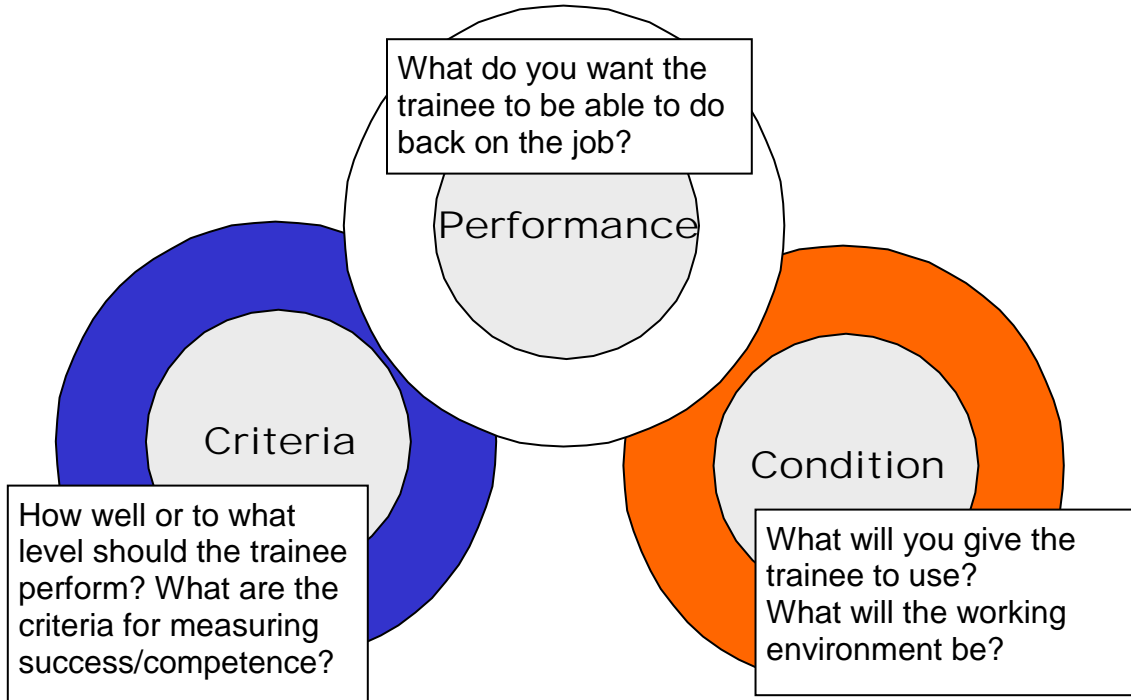 What do you want the
trainee to be able to do
back on the job?
Performance
Criteria
How well or to what
level should the trainee
perform? What are the
criteria for measuring
success/competence?
Condition
What will you give the
trainee to use?
What will the working
environment be?